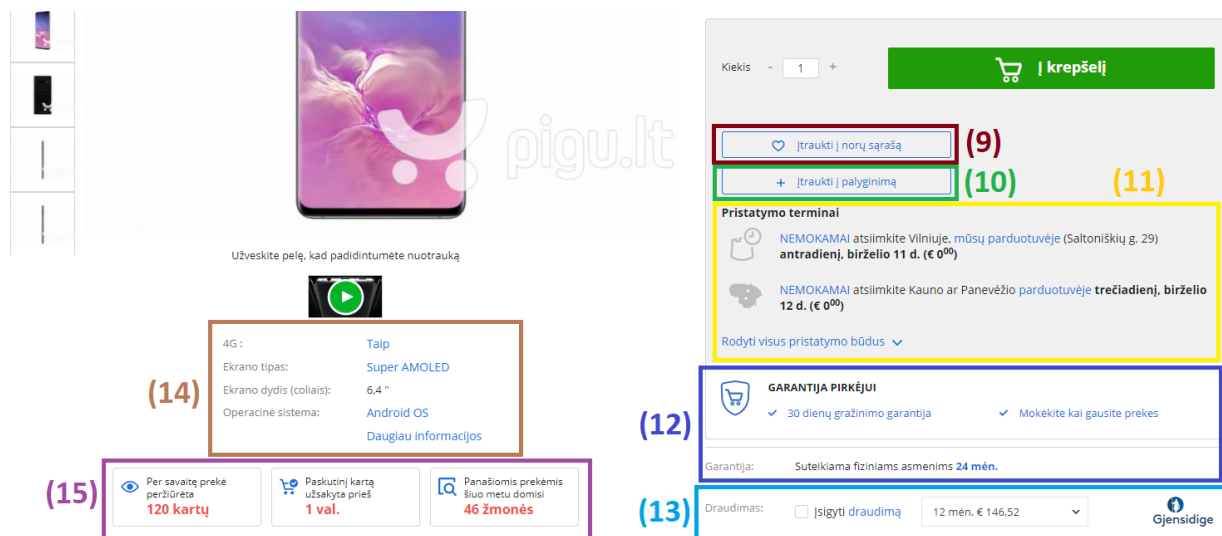 pigu.lt
Užveskite pelę, kad padidintumėte nuotrauką
(14)
4G :
Taip
Ekrano tipas:
Super AMOLED
Ekrano dydis (coliais):
6,4 "
Operacinė sistema:
Android OS
Daugiau informacijos
(15)
Per savaitę prekė
peržiūrėta
120 kartų
Paskutinį kartą
užsakyta prieš
1 val.
Panašiomis prekėmis
šiuo metu domisi
46 žmonės
Kiekis - 1 +
Į krepšelį
Įtraukti į norų sąrašą
(9)
+ Įtraukti į palyginimą
(10)
(11)
Pristatymo terminai
NEMOKAMAI atsiimkite Vilniuje, mūsų parduotuvėje (Saltoniškių g. 29)
antradienį, birželio 11 d. (€ 0⁰⁰)
NEMOKAMAI atsiimkite Kauno ar Panevėžio parduotuvėje trečiadienį, birželio
12 d. (€ 0⁰⁰)
Rodyti visus pristatymo būdus
(12)
GARANTIJA PIRKĖJUI
30 dienų gražinimo garantija
Mokėkite kai gausite prekes
Garantija:
Suteikiama fiziniams asmenims 24 mėn.
(13)
Draudimas:
Įsigyti draudimą
12 mėn. € 146,52
Gjensidige